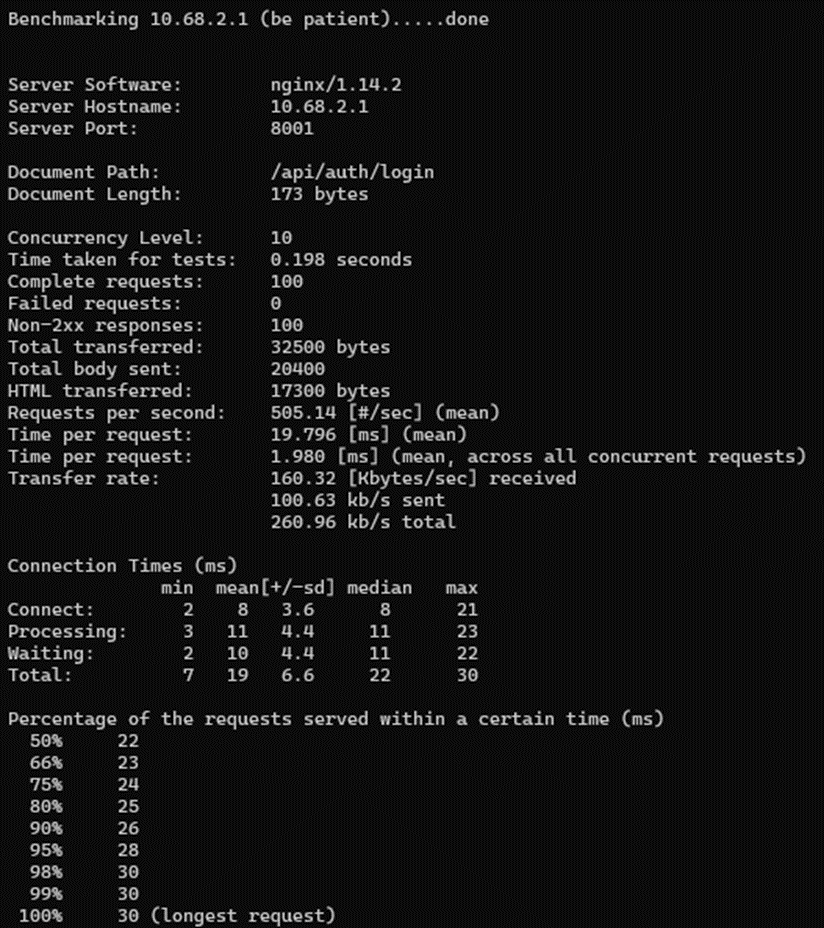 Benchmarking 10.68.2.1 (be patient).....done
Server Software: nginx/1.14.2
Server Hostname: 10.68.2.1
Server Port: 8001
Document Path: /api/auth/login
Document Length: 173 bytes
Concurrency Level: 10
Time taken for tests: 0.198 seconds
Complete requests: 100
Failed requests: 0
Non-2xx responses: 100
Total transferred: 32500 bytes
Total body sent: 20400
HTML transferred: 17300 bytes
Requests per second: 505.14 [#/sec] (mean)
Time per request: 19.796 [ms] (mean)
Time per request: 1.980 [ms] (mean, across all concurrent requests)
Transfer rate: 160.32 [Kbytes/sec] received
100.63 kb/s sent
260.96 kb/s total
Connection Times (ms)
min mean[+/-sd] median max
Connect: 2 8 3.6 8 21
Processing: 3 11 4.4 11 23
Waiting: 2 10 4.4 11 22
Total: 7 19 6.6 22 30
Percentage of the requests served within a certain time (ms)
50% 22
66% 23
75% 24
80% 25
90% 26
95% 28
98% 30
99% 30
100% 30 (longest request)